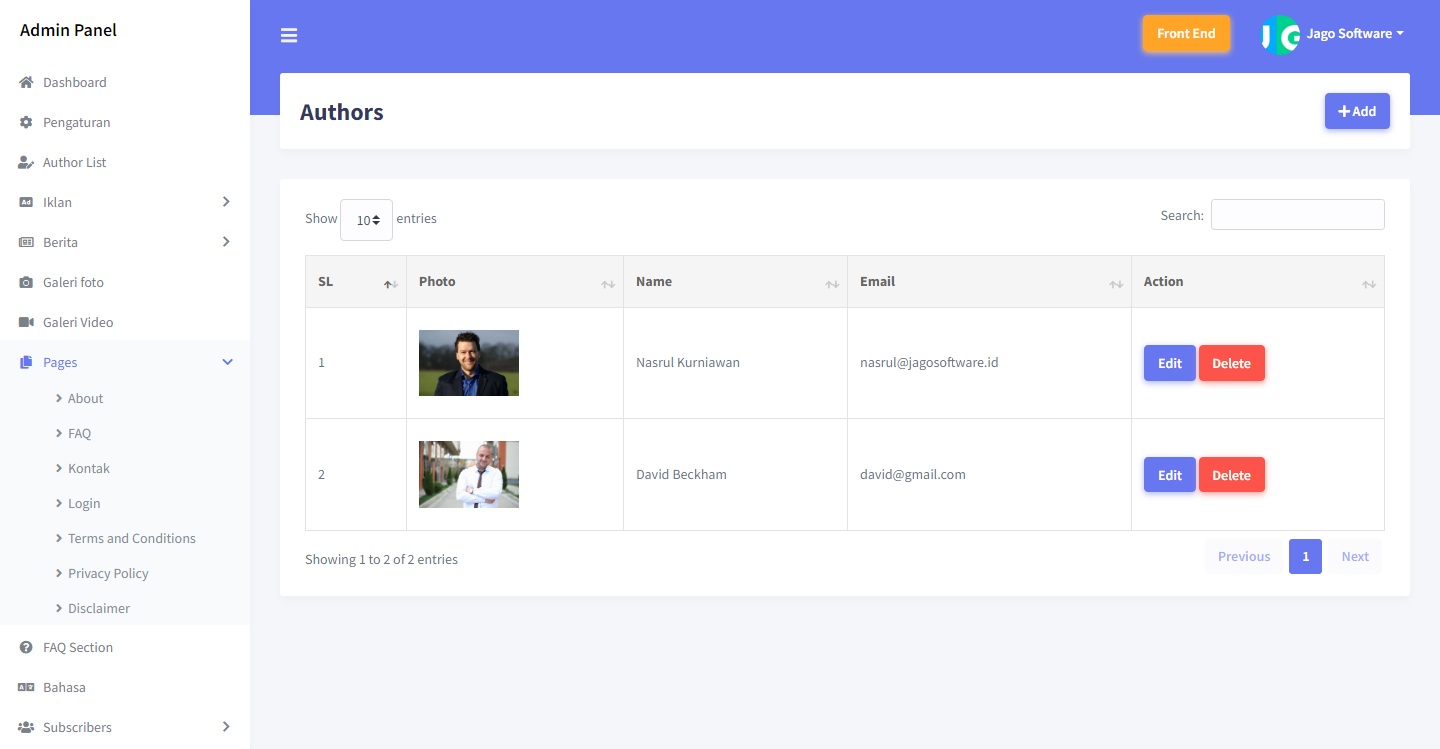 Admin Panel
Dashboard
Pengaturan
Author List
Iklan
Berita
Galeri foto
Galeri Video
Pages
About
FAQ
Kontak
Login
Terms and Conditions
Privacy Policy
Disclaimer
FAQ Section
Bahasa
Subscribers
Front End
Jago Software
Authors
Add
Show 10 entries
Search:
SL Photo Name Email Action
1 Nasrul Kurniawan nasrul@jagosoftware.id Edit Delete
2 David Beckham david@gmail.com Edit Delete
Showing 1 to 2 of 2 entries
Previous 1 Next